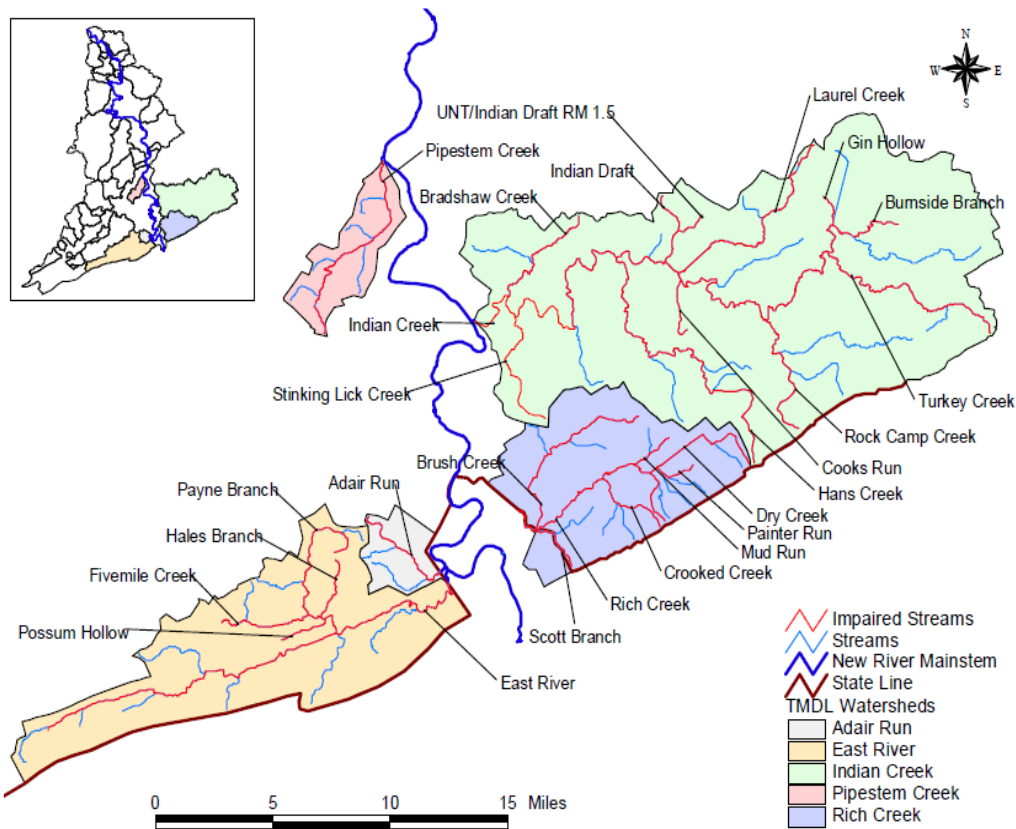 N
W
E
S
Laurel Creek
UNT/Indian Draft RM 1.5
Gin Hollow
Pipestem Creek
Indian Draft
Bradshaw Creek
Burnside Branch
Indian Creek
Stinking Lick Creek
Turkey Creek
Rock Camp Creek
Brush Creek
Cooks Run
Adair Run
Payne Branch
Hans Creek
Dry Creek
Hales Branch
Painter Run
Mud Run
Fivemile Creek
Crooked Creek
Rich Creek
Possum Hollow
Scott Branch
East River
Impaired Streams
Streams
New River Mainstem
State Line
TMDL Watersheds
Adair Run
East River
Indian Creek
Pipestem Creek
Rich Creek
0 5 10 15 Miles